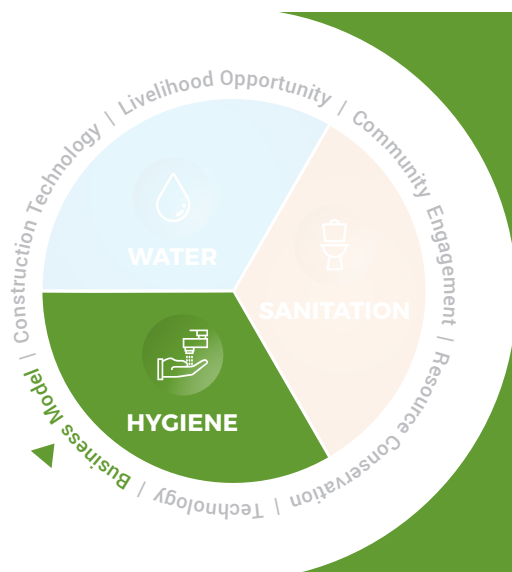 Construction Technology | Livelihood Opportunity | Community Engagement | Resource Conservation | Technology | Business Model |
WATER
SANITATION
HYGIENE